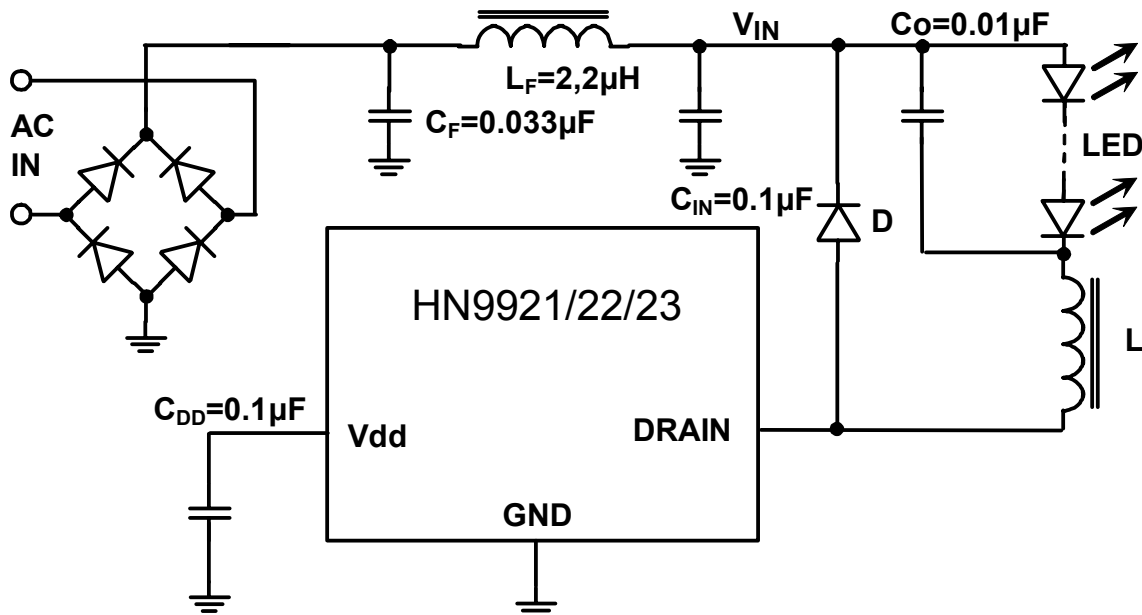 V_IN
Co=0.01µF
L_F=2,2µH
C_F=0.033µF
AC
IN
LED
C_IN=0.1µF
D
HN9921/22/23
L
C_DD=0.1µF
Vdd
DRAIN
GND